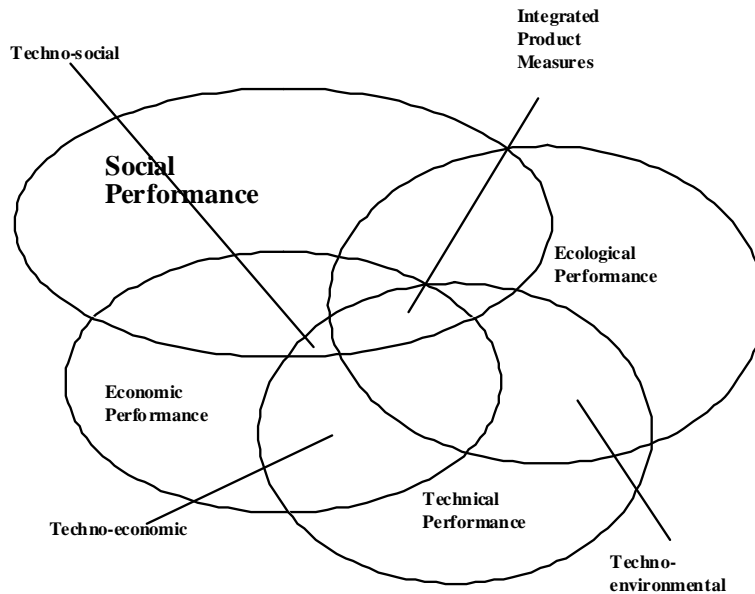 Integrated
Product
Measures
Techno-social
Social
Performance
Ecological
Performance
Economic
Performance
Technical
Performance
Techno-economic
Techno-
environmental